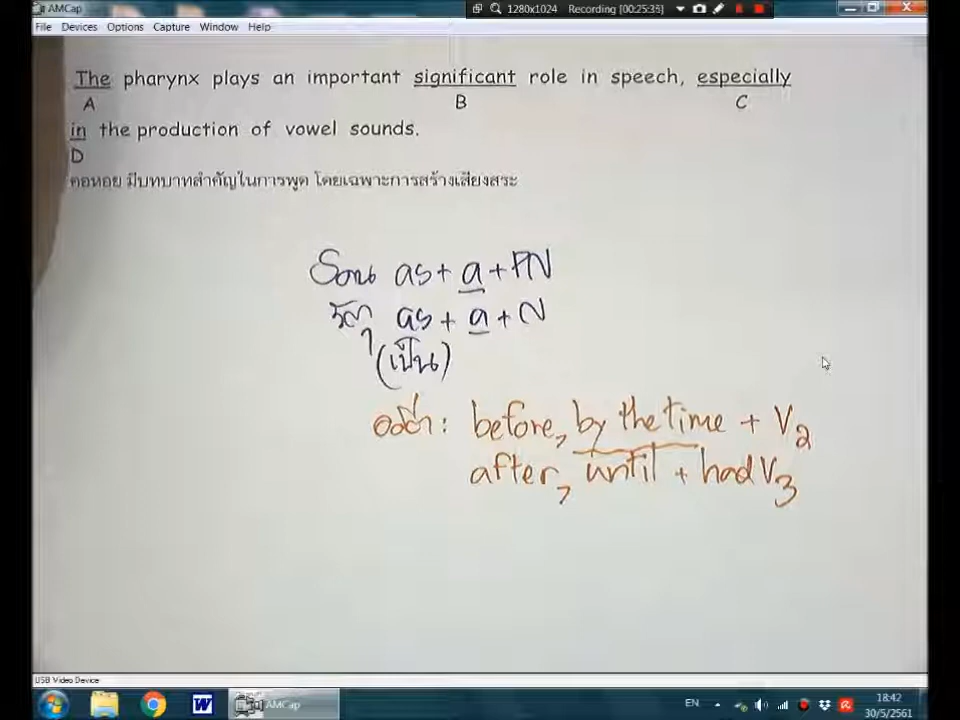 AMCap
1280x1024 Recording [00:25:35]
File Devices Options Capture Window Help
The pharynx plays an important significant role in speech, especially
A B C
in the production of vowel sounds.
D
คอหอย มีบทบาทสำคัญในการพูด โดยเฉพาะการสร้างเสียงสระ
as + a + PN
as + a + N
(เป็น)
before, by the time + V2
after, until + had V3
USB Video Device
AMCap
EN
18:42
30/5/2561